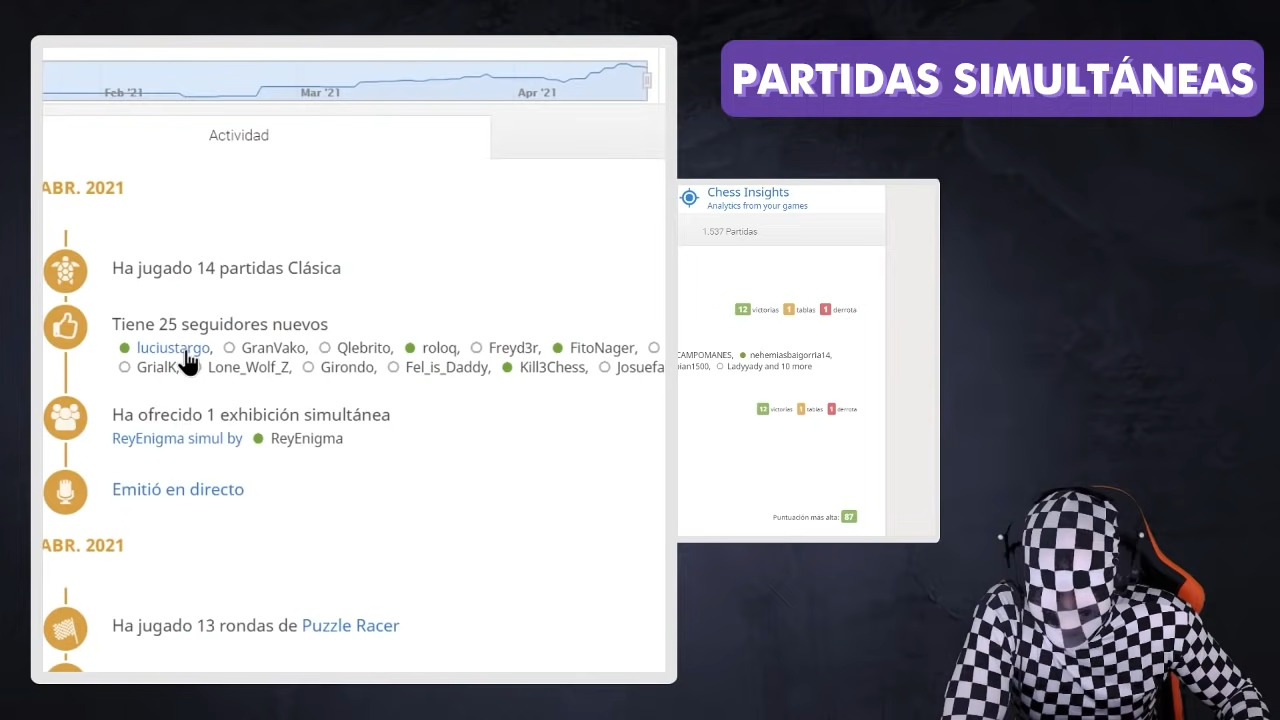 PARTIDAS SIMULTÁNEAS
Feb '21
Mar '21
Apr '21
Actividad
ABR. 2021
Ha jugado 14 partidas Clásica
Tiene 25 seguidores nuevos
luciustargo, GranVako, Qlebrito, roloq, Freyd3r, FitoNager,
GrialK, Lone_Wolf_Z, Girondo, Fel_is_Daddy, Kill3Chess, Josuefa
Ha ofrecido 1 exhibición simultánea
ReyEnigma simul by ReyEnigma
Emitió en directo
ABR. 2021
Ha jugado 13 rondas de Puzzle Racer
Chess Insights
Analytics from your games
1.537 Partidas
12 victorias 1 tablas 1 derrota
CAMPOMANES, nehemiasbaigorria14,
ian1500, Ladyyady and 10 more
12 victorias 1 tablas 1 derrota
Puntuación más alta: 87